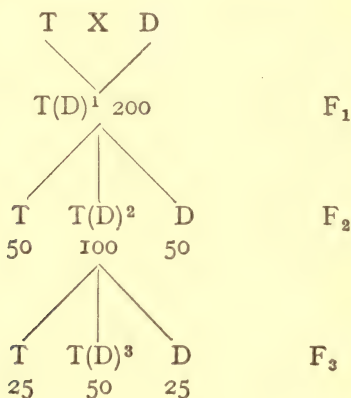 T X D
T(D)¹ 200 F₁
T T(D)² D F₂
50 100 50
T T(D)³ D F₃
25 50 25